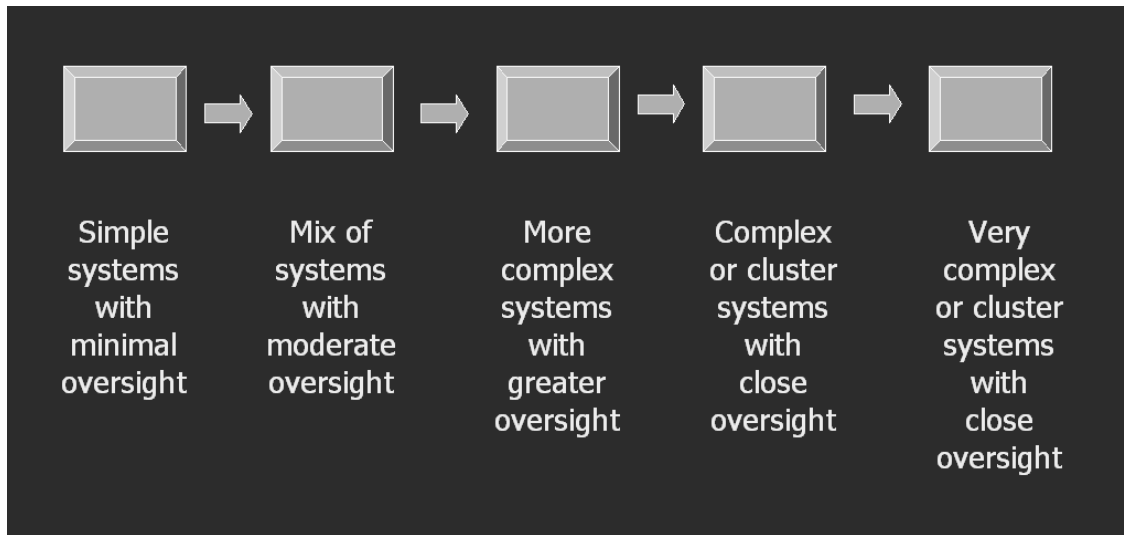 Simple
systems
with
minimal
oversight
Mix of
systems
with
moderate
oversight
More
complex
systems
with
greater
oversight
Complex
or cluster
systems
with
close
oversight
Very
complex
or cluster
systems
with
close
oversight